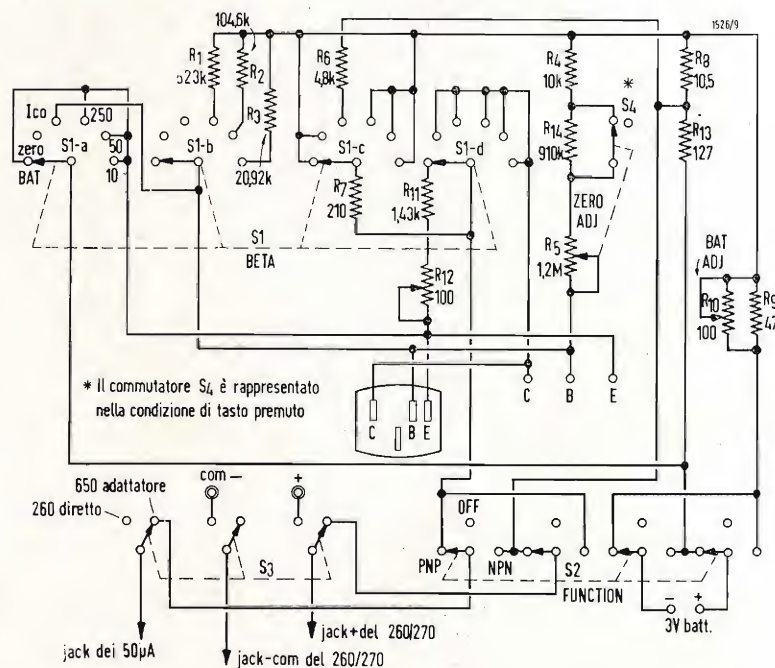 104,6k
1526/9
R1
523k
R2
R3
R6
4,8k
R4
10k
*
S4
R8
10,5
Ico
250
zero
S1-a
50
BAT
10
S1-b
20,92k
S1-c
S1-d
R7
210
R11
1,43k
R14
910k
R13
127
ZERO
ADJ
S1
BETA
R5
1,2M
BAT
ADJ
R12
100
R10
100
R9
47
* Il commutatore S4 è rappresentato
nella condizione di tasto premuto
C
B
E
C
B
E
650 adattatore
260 diretto
com –
+
OFF
PNP
NPN
S3
S2
FUNCTION
– +
3V batt.
jack dei 50µA
jack+del 260/270
jack-com del 260/270